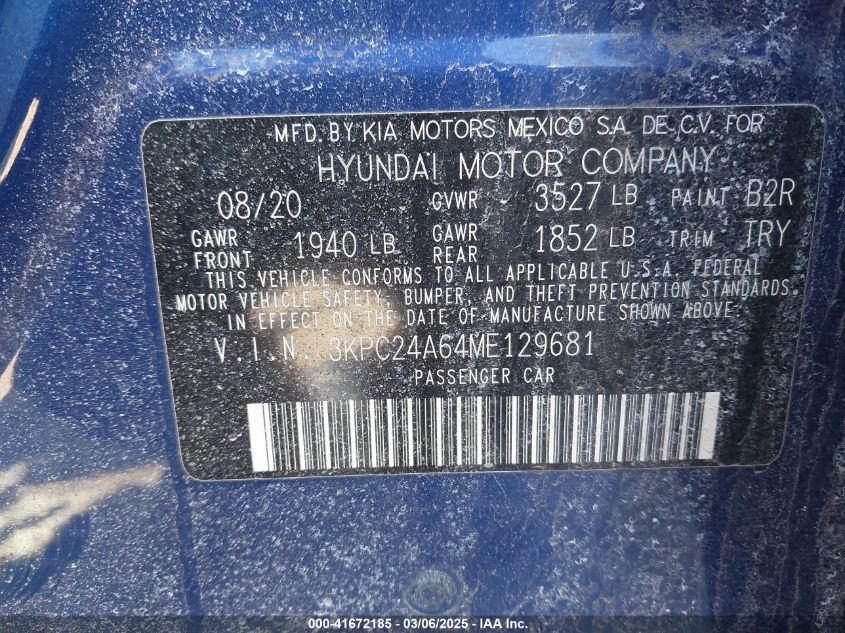 MFD. BY KIA MOTORS MEXICO S.A. DE C.V. FOR
HYUNDAI MOTOR COMPANY
08/20 GVWR 3527 LB PAINT B2R
GAWR FRONT 1940 LB GAWR REAR 1852 LB TRIM TRY
THIS VEHICLE CONFORMS TO ALL APPLICABLE U.S.A. FEDERAL
MOTOR VEHICLE SAFETY, BUMPER, AND THEFT PREVENTION STANDARDS
IN EFFECT ON THE DATE OF MANUFACTURE SHOWN ABOVE.
V.I.N. 3KPC24A64ME129681
PASSENGER CAR
000-41672185 - 03/06/2025 - IAA Inc.